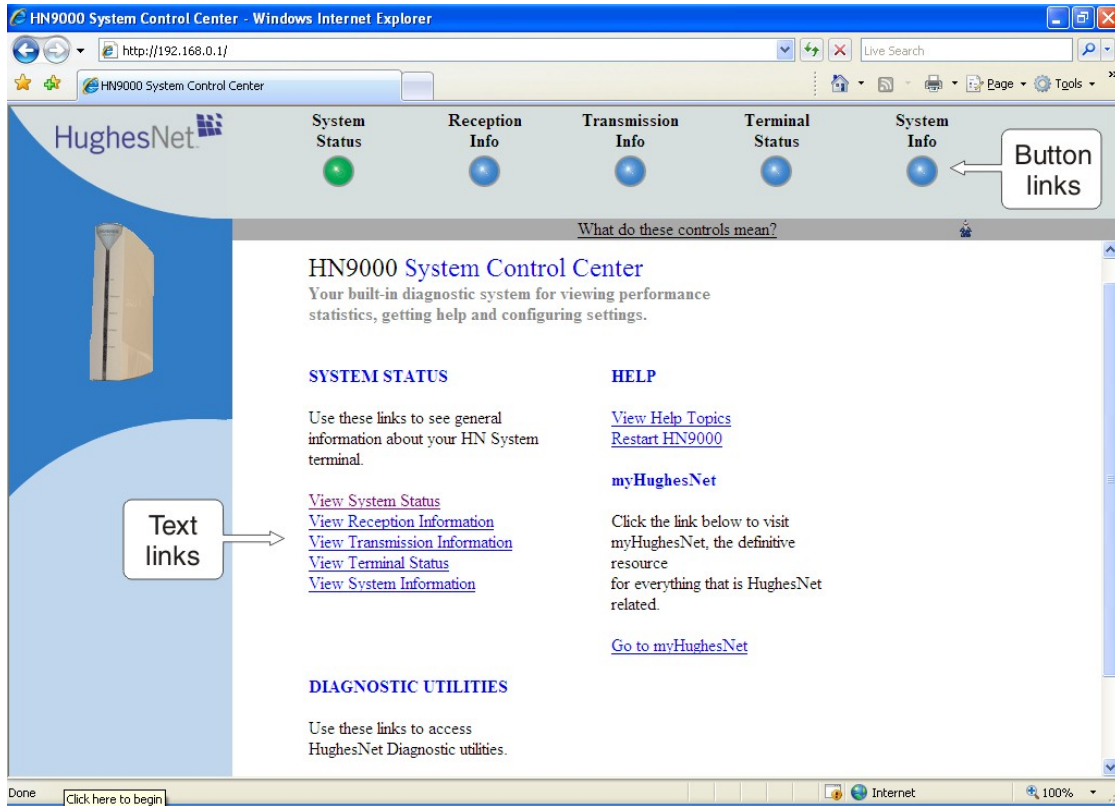 HN9000 System Control Center - Windows Internet Explorer
http://192.168.0.1/
Live Search
HN9000 System Control Center
Page
Tools
HughesNet
System
Status
Reception
Info
Transmission
Info
Terminal
Status
System
Info
Button
links
What do these controls mean?
HN9000 System Control Center
Your built-in diagnostic system for viewing performance
statistics, getting help and configuring settings.
SYSTEM STATUS
Use these links to see general
information about your HN System
terminal.
View System Status
View Reception Information
View Transmission Information
View Terminal Status
View System Information
Text
links
HELP
View Help Topics
Restart HN9000
myHughesNet
Click the link below to visit
myHughesNet, the definitive
resource
for everything that is HughesNet
related.
Go to myHughesNet
DIAGNOSTIC UTILITIES
Use these links to access
HughesNet Diagnostic utilities.
Done
Click here to begin
Internet
100%